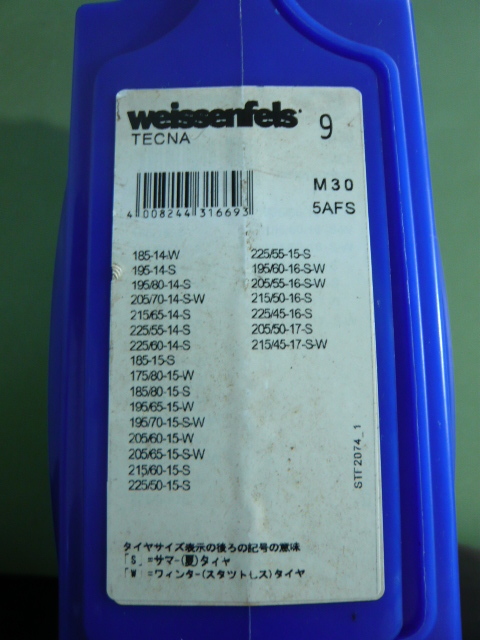 weissenfels 9
TECNA
M30
4 008244 316693
5AFS
185-14-W
195-14-S
195/80-14-S
205/70-14-S-W
215/65-14-S
225/55-14-S
225/60-14-S
185-15-S
175/80-15-W
185/80-15-S
195/65-15-W
195/70-15-S-W
205/60-15-W
205/65-15-S-W
215/60-15-S
225/50-15-S
225/55-15-S
195/60-16-S-W
205/55-16-S-W
215/50-16-S
225/45-16-S
205/50-17-S
215/45-17-S-W
STF2074_1
タイヤサイズ表示の後ろの記号の意味
「S」=サマー(夏)タイヤ
「W」=ウィンター(スタットレス)タイヤ